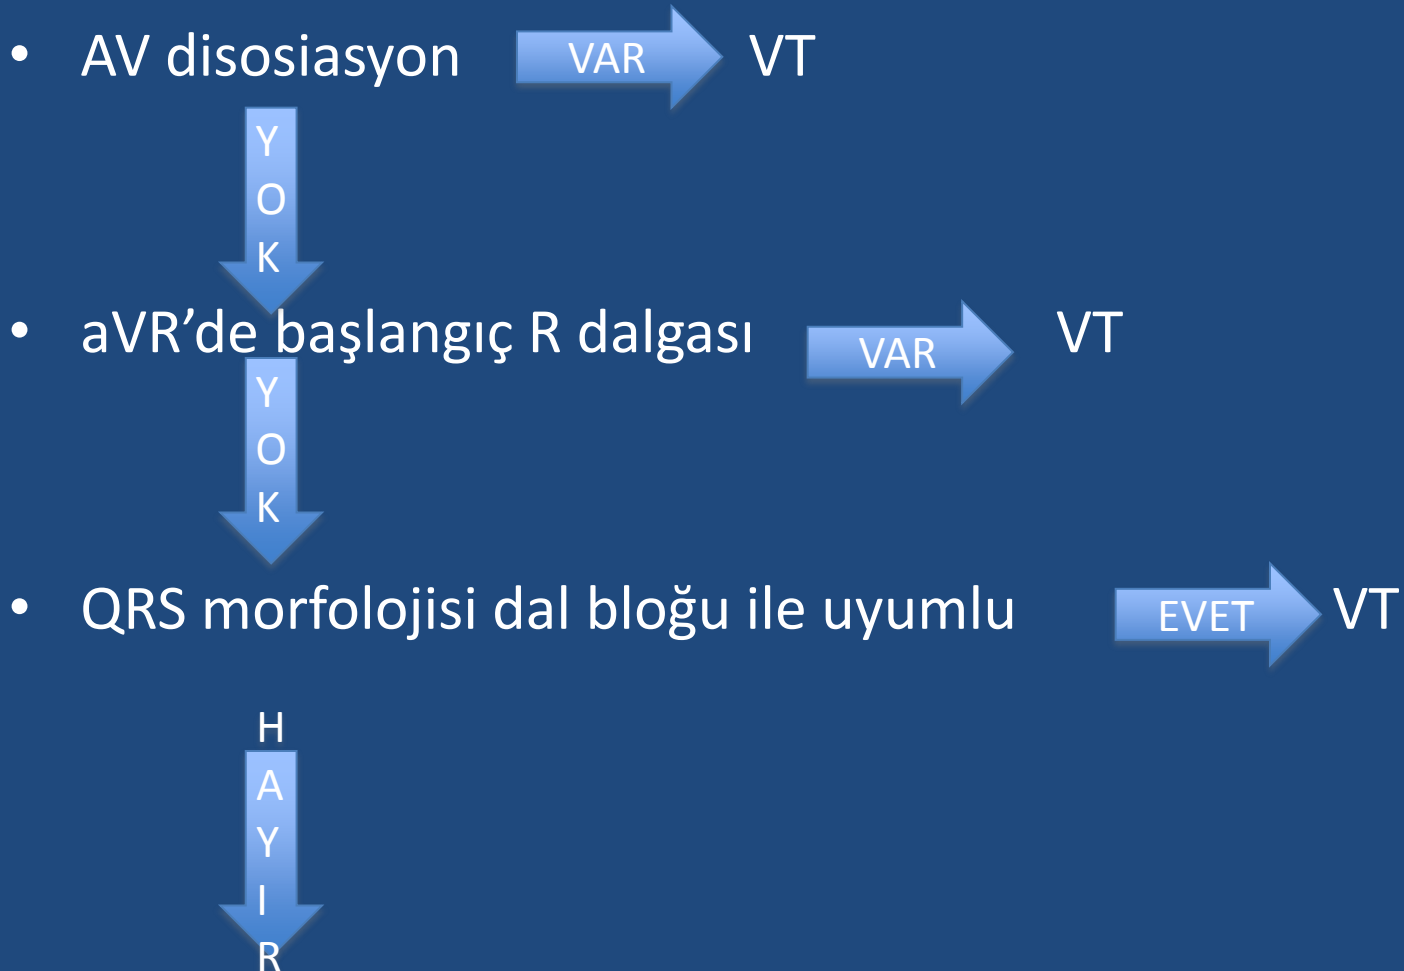 • AV disosiasyon VAR VT
Y
O
K
• aVR’de başlangıç R dalgası VAR VT
Y
O
K
• QRS morfolojisi dal bloğu ile uyumlu EVET VT
H
A
Y
I
R